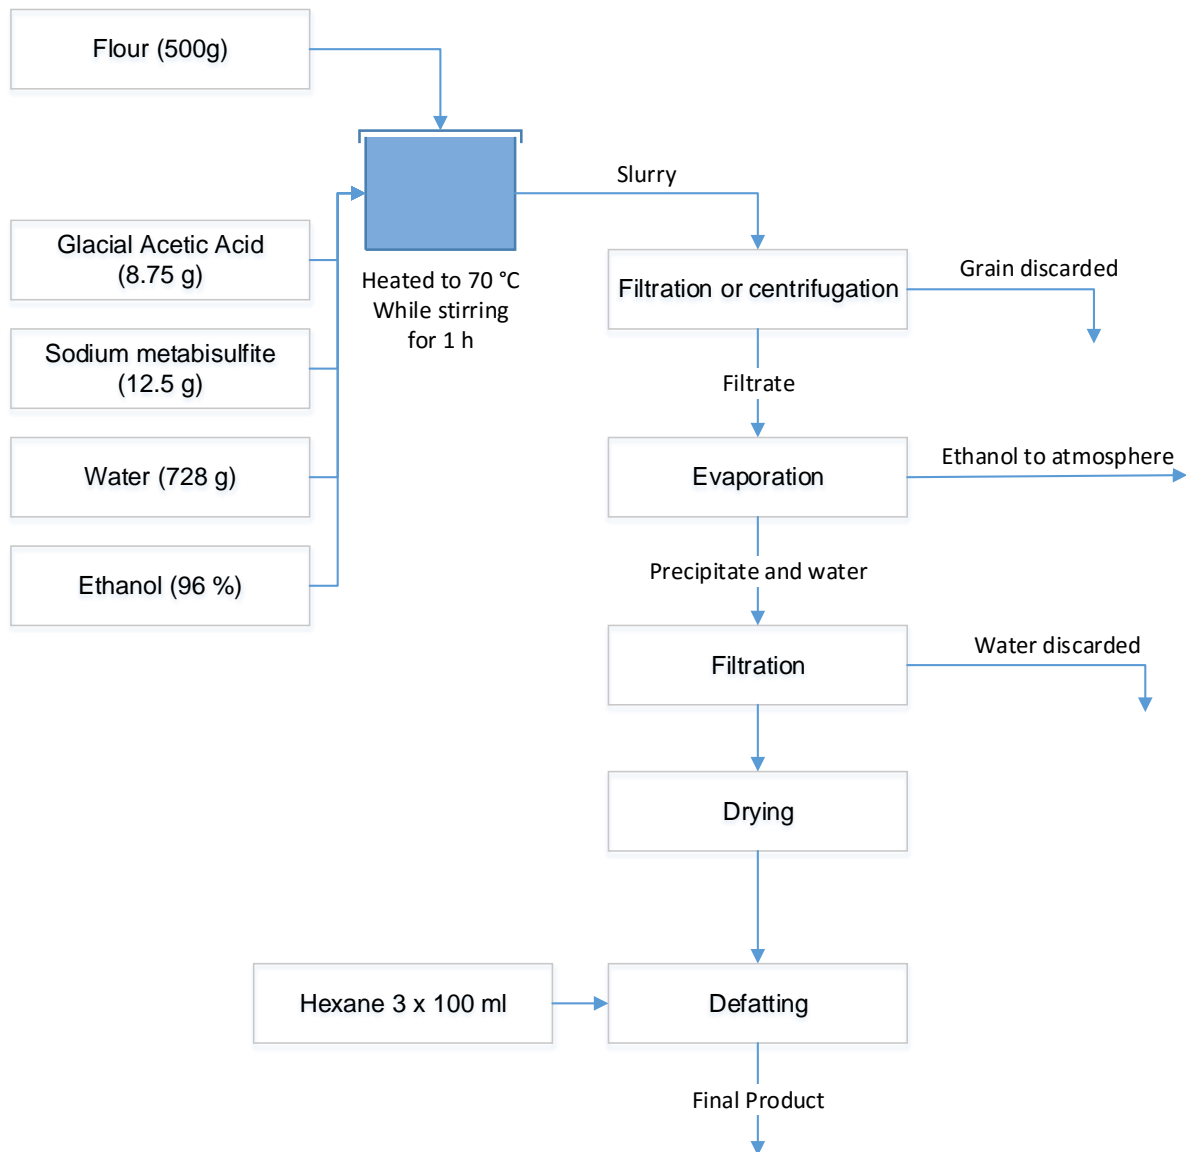 Flour (500g)
Slurry
Glacial Acetic Acid
(8.75 g)
Heated to 70 °C
While stirring
for 1 h
Filtration or centrifugation
Grain discarded
Sodium metabisulfite
(12.5 g)
Filtrate
Water (728 g)
Evaporation
Ethanol to atmosphere
Ethanol (96 %)
Precipitate and water
Filtration
Water discarded
Drying
Hexane 3 x 100 ml
Defatting
Final Product